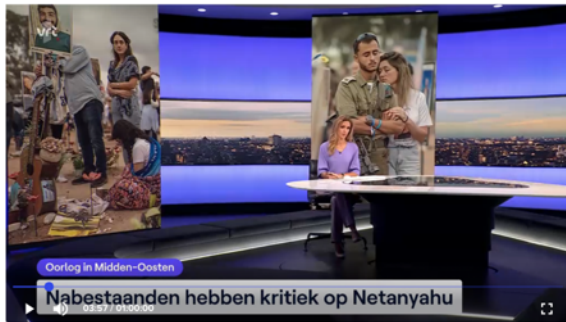 vrt
Oorlog in Midden-Oosten
Nabestaanden hebben kritiek op Netanyahu
03:57 / 01:00:00